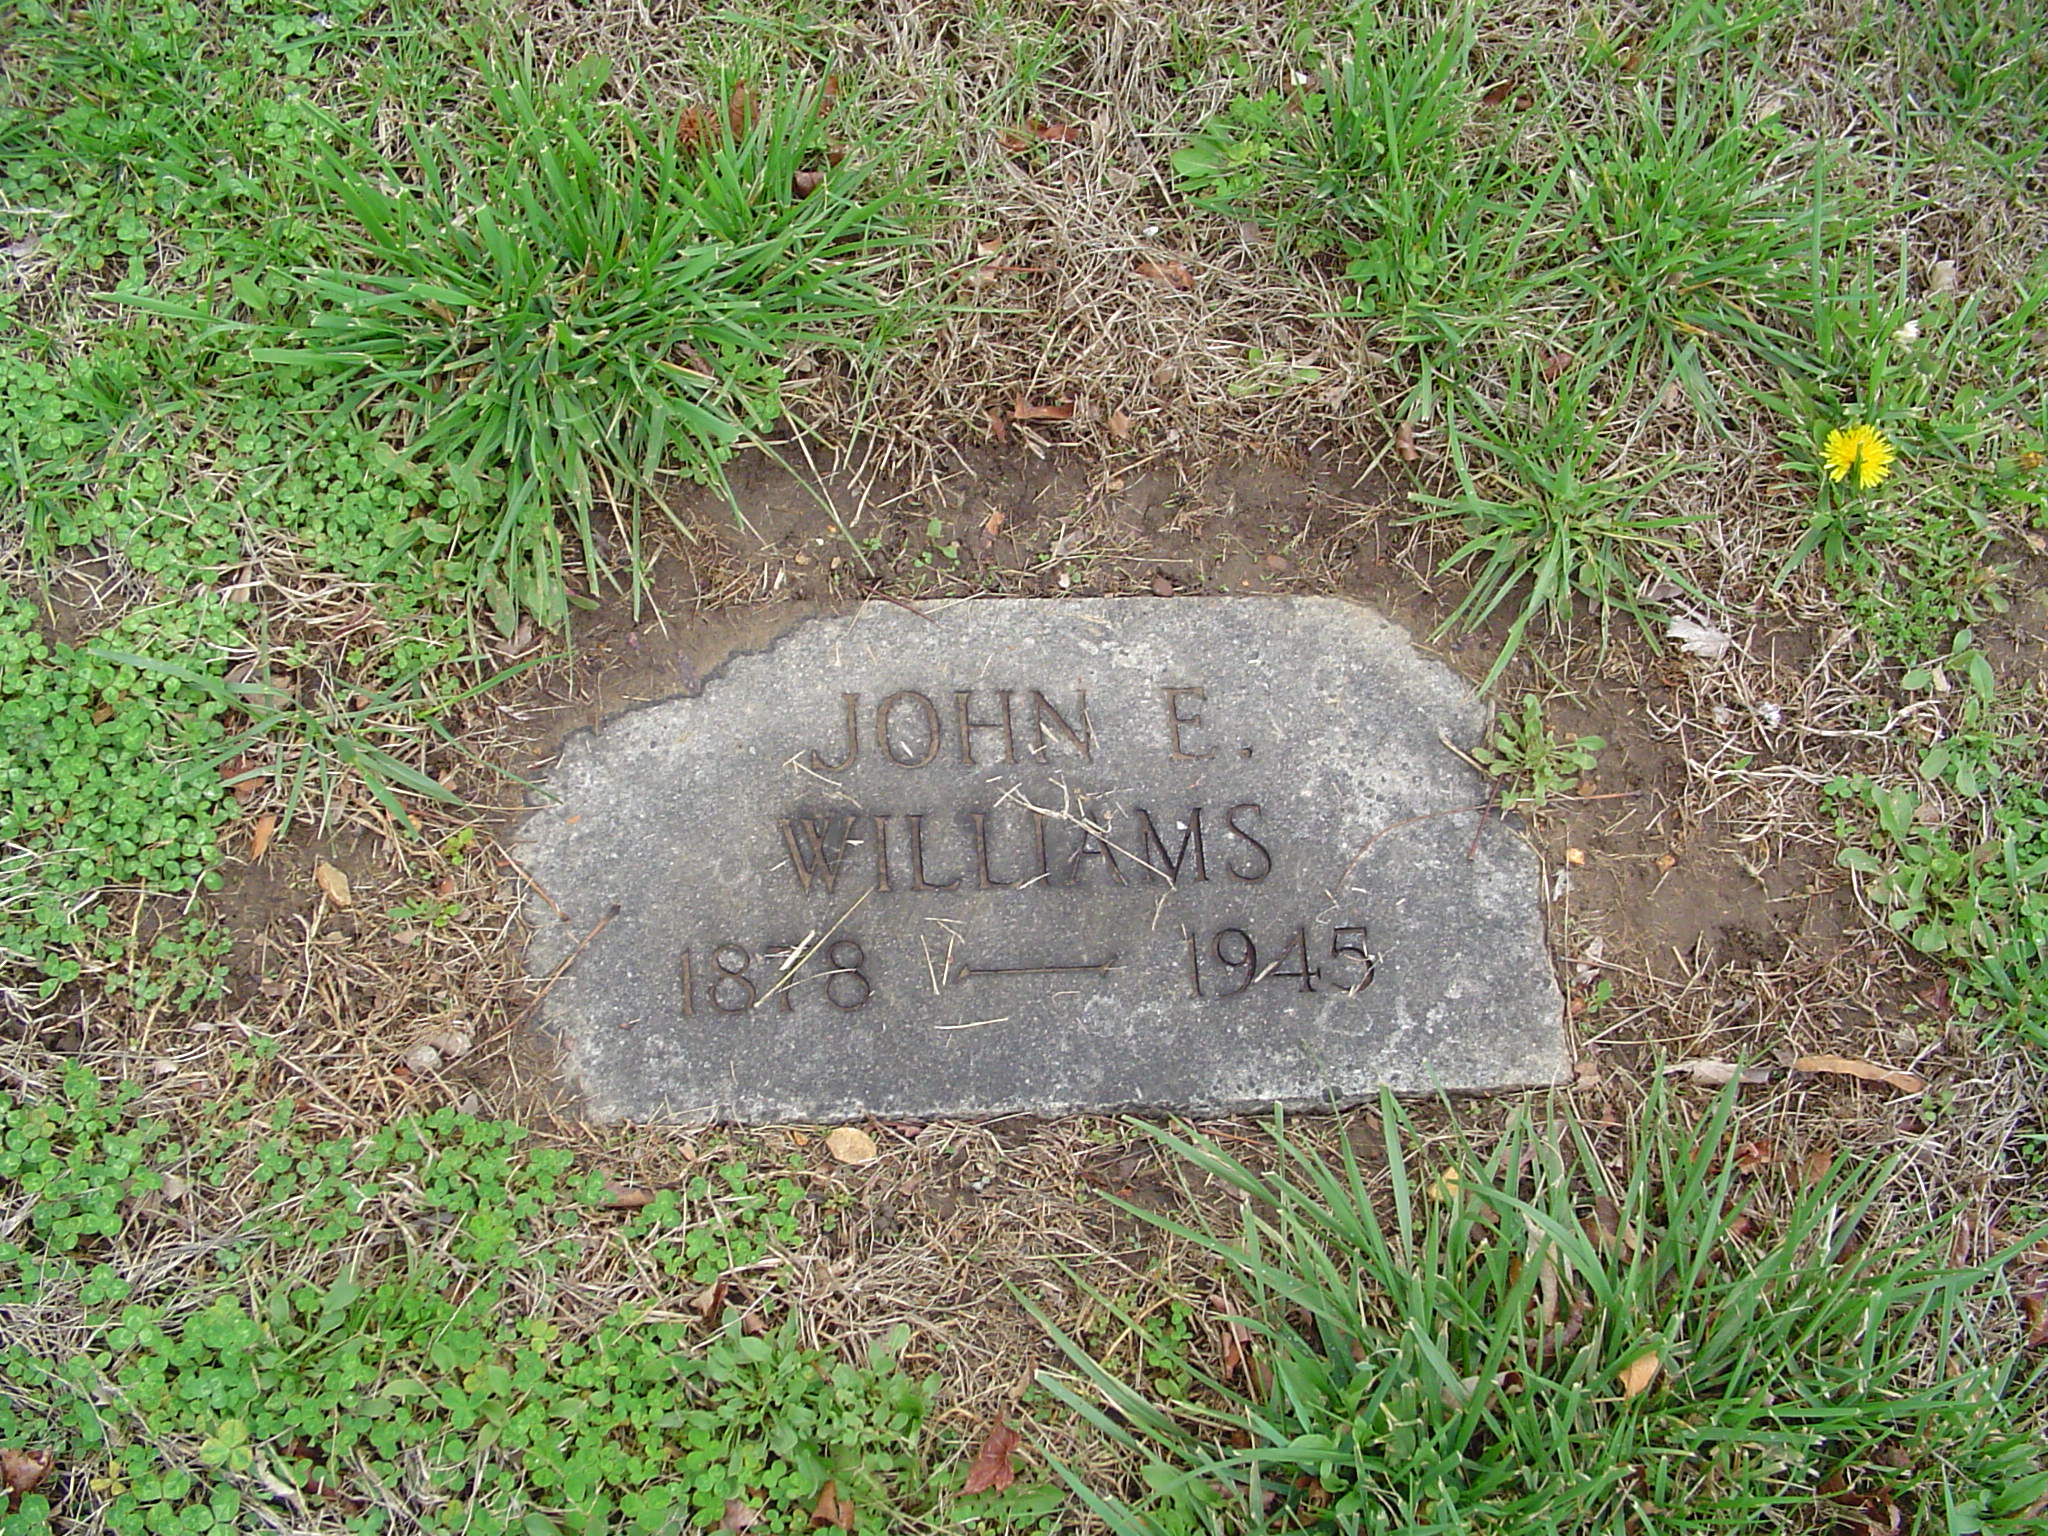 JOHN E.
WILLIAMS
1878 — 1945